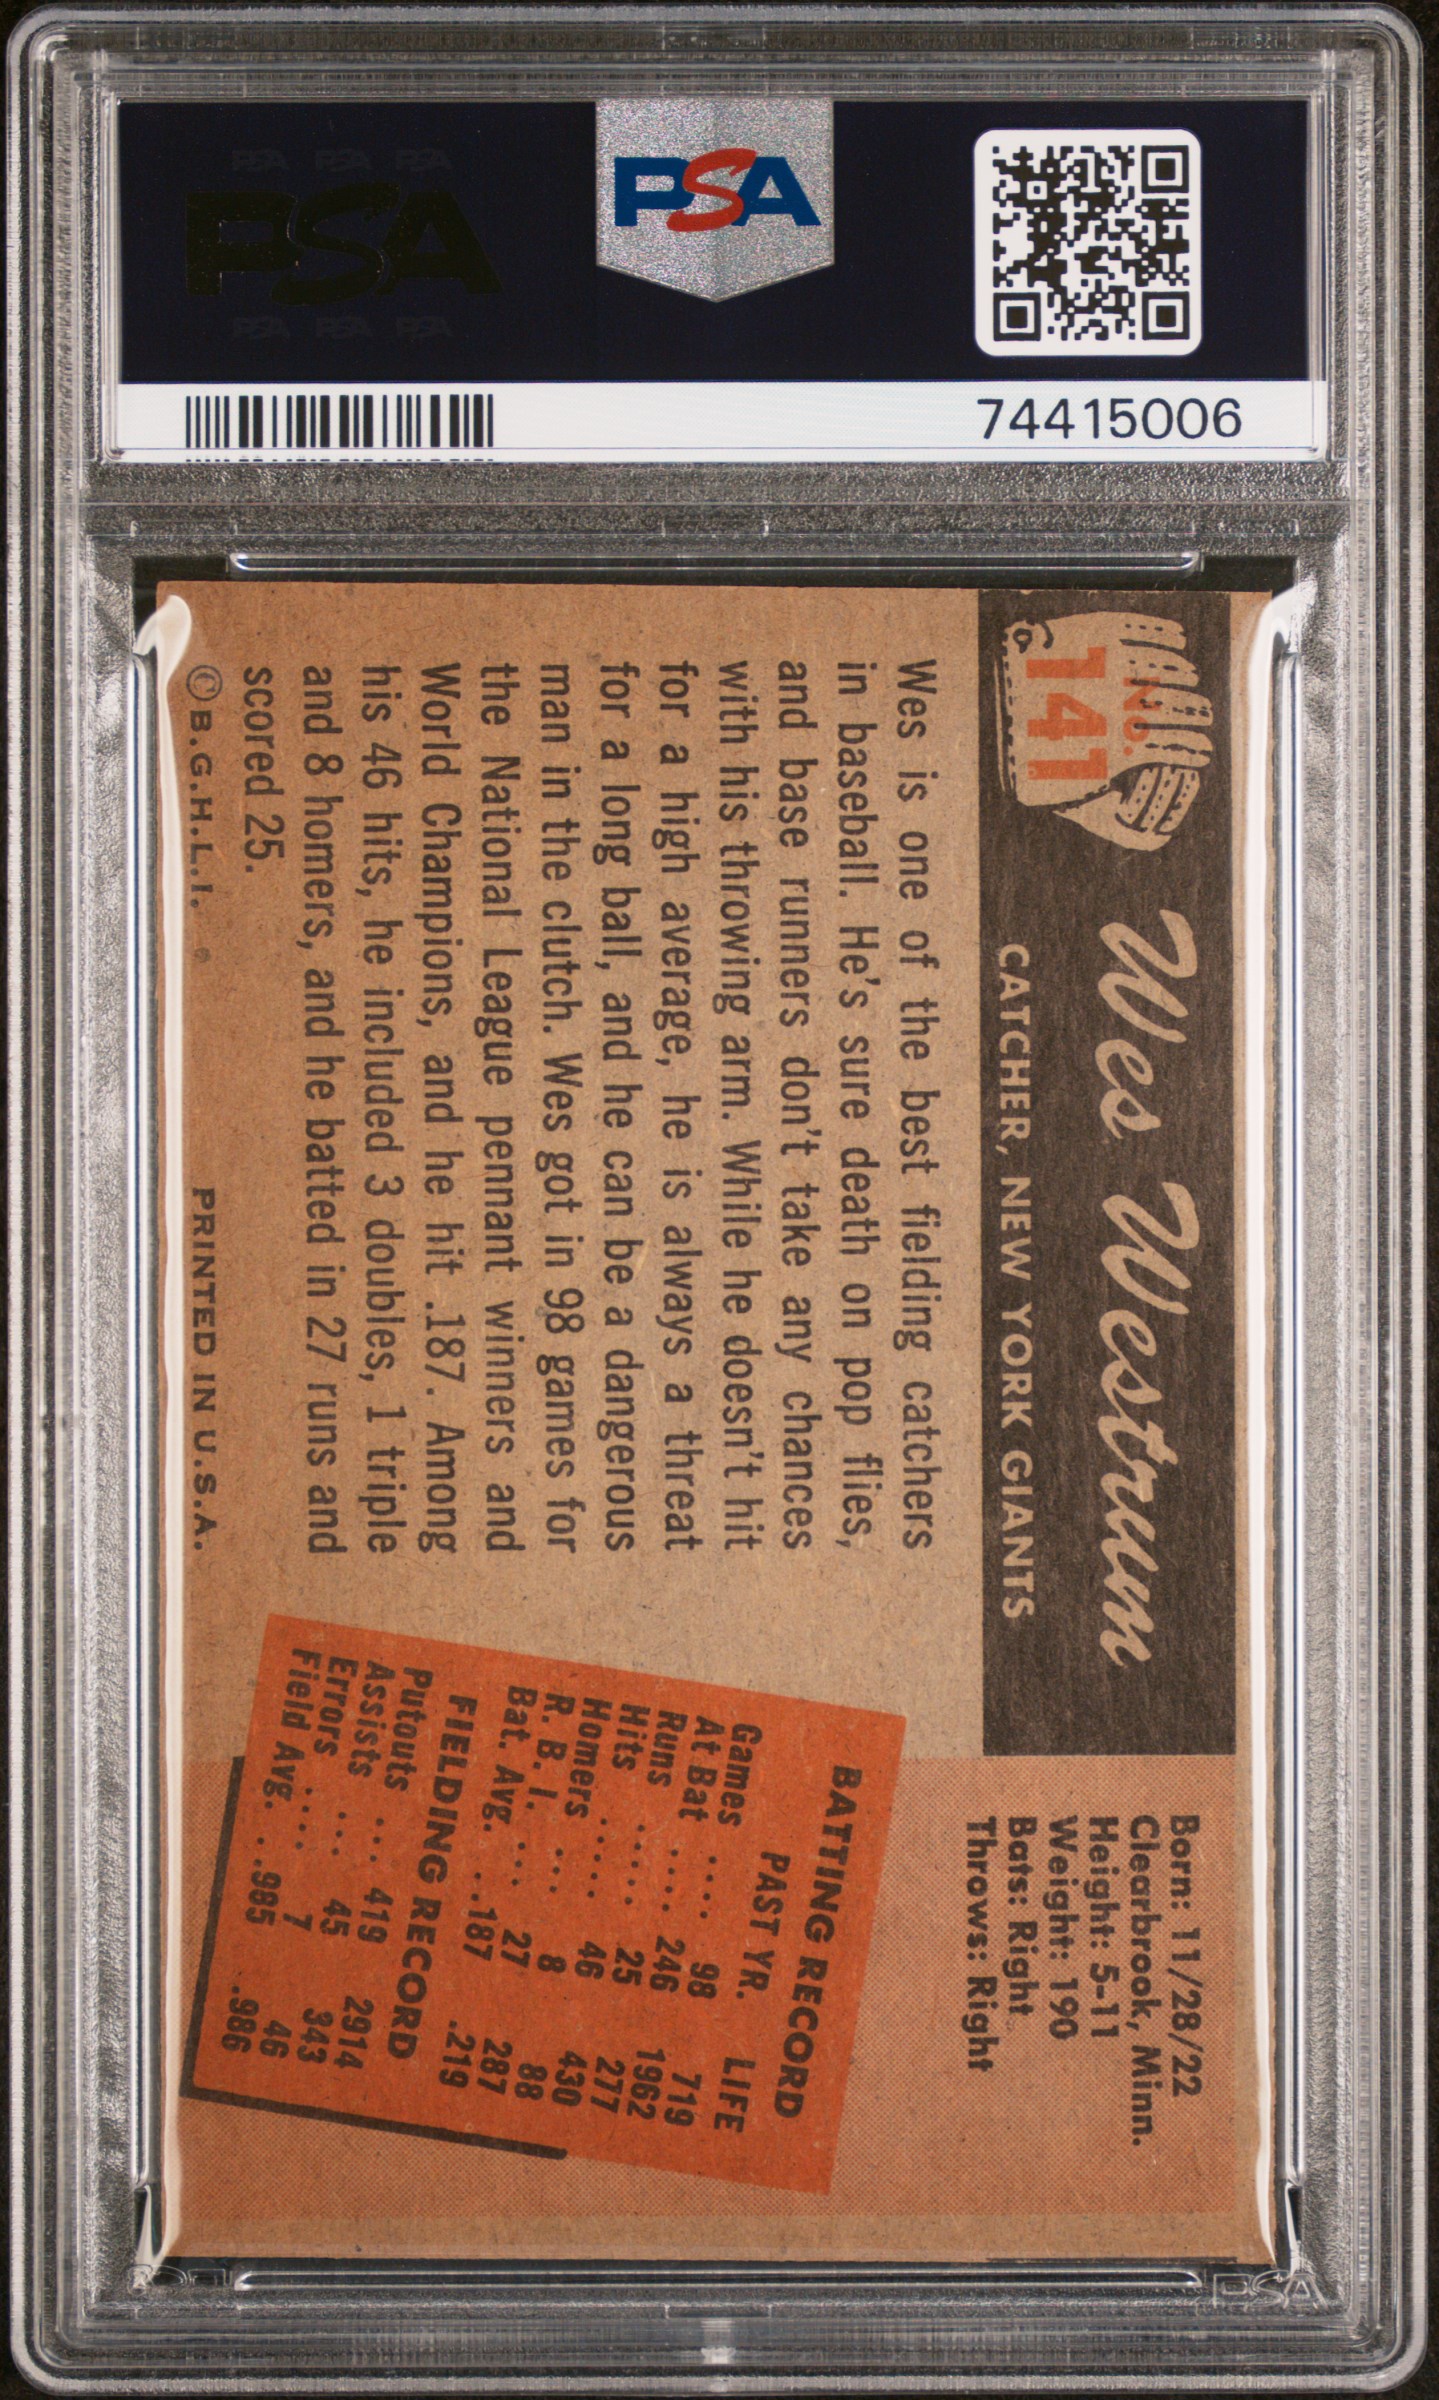 PSA PSA PSA
PSA
PSA PSA PSA
PSA
74415006
No.
141
Wes Westrum
CATCHER, NEW YORK GIANTS
Wes is one of the best fielding catchers
in baseball. He's sure death on pop flies,
and base runners don't take any chances
with his throwing arm. While he doesn't hit
for a high average, he is always a threat
for a long ball, and he can be a dangerous
man in the clutch. Wes got in 98 games for
the National League pennant winners and
World Champions, and he hit .187. Among
his 46 hits, he included 3 doubles, 1 triple
and 8 homers, and he batted in 27 runs and
scored 25.
© B.G.H.L.I. PRINTED IN U.S.A.
Born: 11/28/22
Clearbrook, Minn.
Height: 5-11
Weight: 190
Bats: Right
Throws: Right
BATTING RECORD
PAST YR. LIFE
Games .... 98 719
At Bat .... 246 1962
Runs ..... 25 277
Hits ..... 46 430
Homers ... 8 88
R. B. I. ... 27 287
Bat. Avg. ..187 .219
FIELDING RECORD
Putouts ... 419 2914
Assists ... 45 343
Errors .... 7 46
Field Avg. . .985 .986
PSA